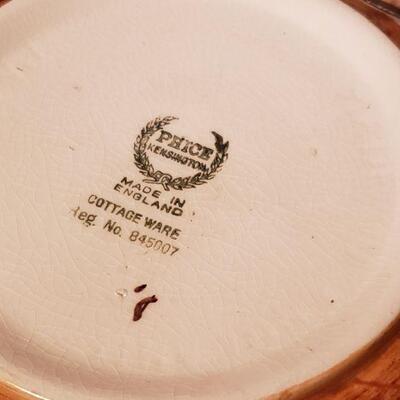 PRICE
KENSINGTON
MADE IN
ENGLAND
COTTAGE WARE
Reg. No. 845007